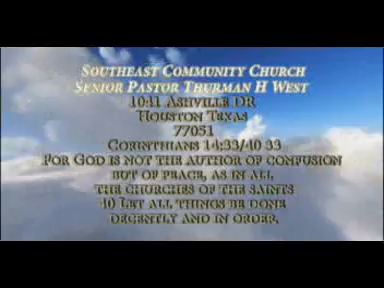 Southeast Community Church
Senior Pastor Thurman H West
1041 Ashville DR
Houston Texas
77051
Corinthians 14:33/40 33
For God is not the author of confusion
but of peace, as in all
the churches of the saints
40 Let all things be done
decently and in order.